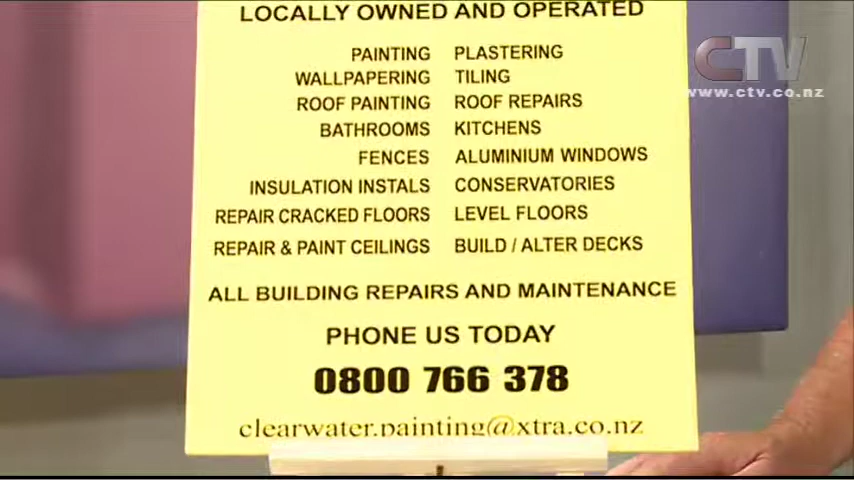 LOCALLY OWNED AND OPERATED
PAINTING PLASTERING
WALLPAPERING TILING
ROOF PAINTING ROOF REPAIRS
BATHROOMS KITCHENS
FENCES ALUMINIUM WINDOWS
INSULATION INSTALS CONSERVATORIES
REPAIR CRACKED FLOORS LEVEL FLOORS
REPAIR & PAINT CEILINGS BUILD / ALTER DECKS
ALL BUILDING REPAIRS AND MAINTENANCE
PHONE US TODAY
0800 766 378
clearwater.painting@xtra.co.nz
CTV
www.ctv.co.nz